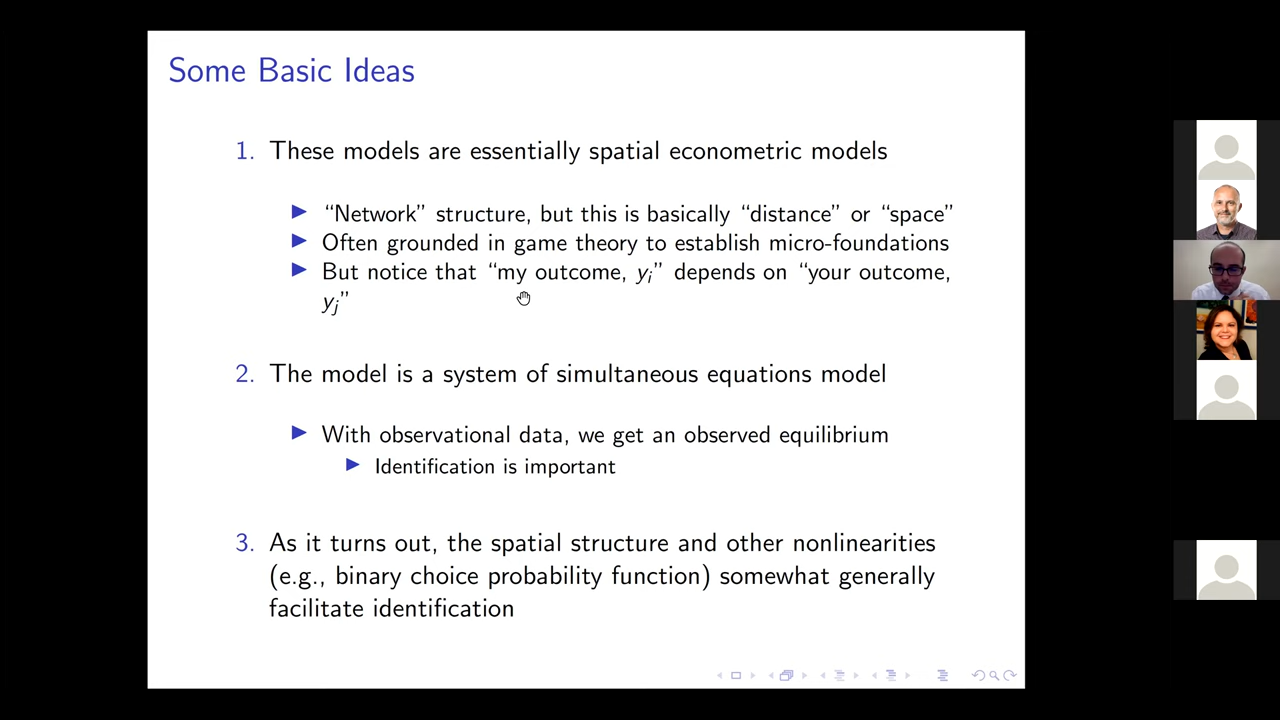 Some Basic Ideas
1. These models are essentially spatial econometric models
▶ “Network” structure, but this is basically “distance” or “space”
▶ Often grounded in game theory to establish micro-foundations
▶ But notice that “my outcome, yᵢ” depends on “your outcome,
yⱼ”
2. The model is a system of simultaneous equations model
▶ With observational data, we get an observed equilibrium
▶ Identification is important
3. As it turns out, the spatial structure and other nonlinearities
(e.g., binary choice probability function) somewhat generally
facilitate identification